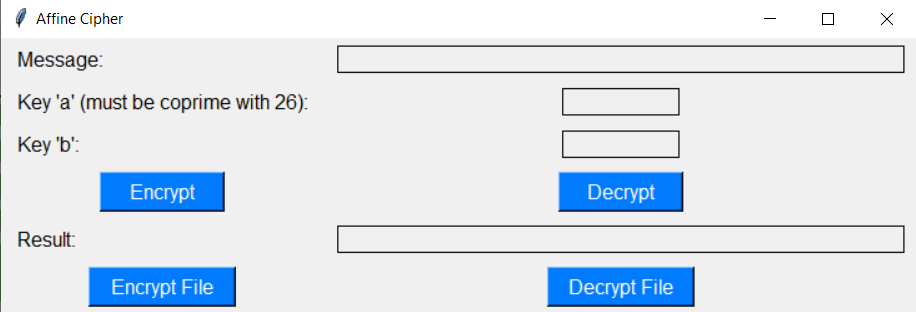 Affine Cipher
Message:
Key 'a' (must be coprime with 26):
Key 'b':
Encrypt Decrypt
Result:
Encrypt File Decrypt File